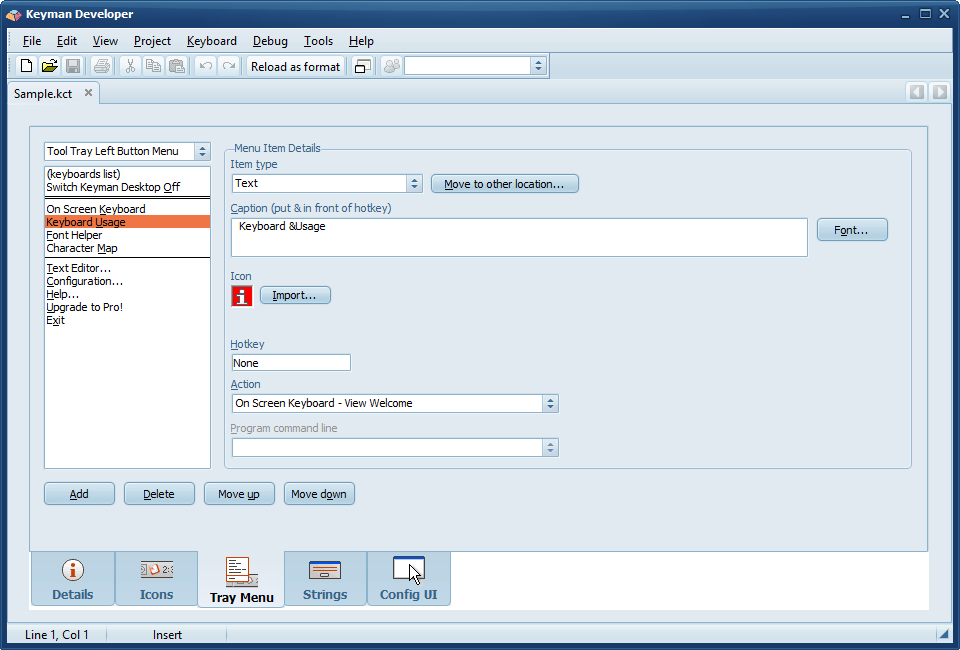 Keyman Developer
File Edit View Project Keyboard Debug Tools Help
Reload as format
Sample.kct
Tool Tray Left Button Menu
(keyboards list)
Switch Keyman Desktop Off
On Screen Keyboard
Keyboard Usage
Font Helper
Character Map
Text Editor...
Configuration...
Help...
Upgrade to Pro!
Exit
Menu Item Details
Item type
Text
Move to other location...
Caption (put & in front of hotkey)
Keyboard &Usage
Font...
Icon
Import...
Hotkey
None
Action
On Screen Keyboard - View Welcome
Program command line
Add Delete Move up Move down
Details Icons Tray Menu Strings Config UI
Line 1, Col 1 Insert